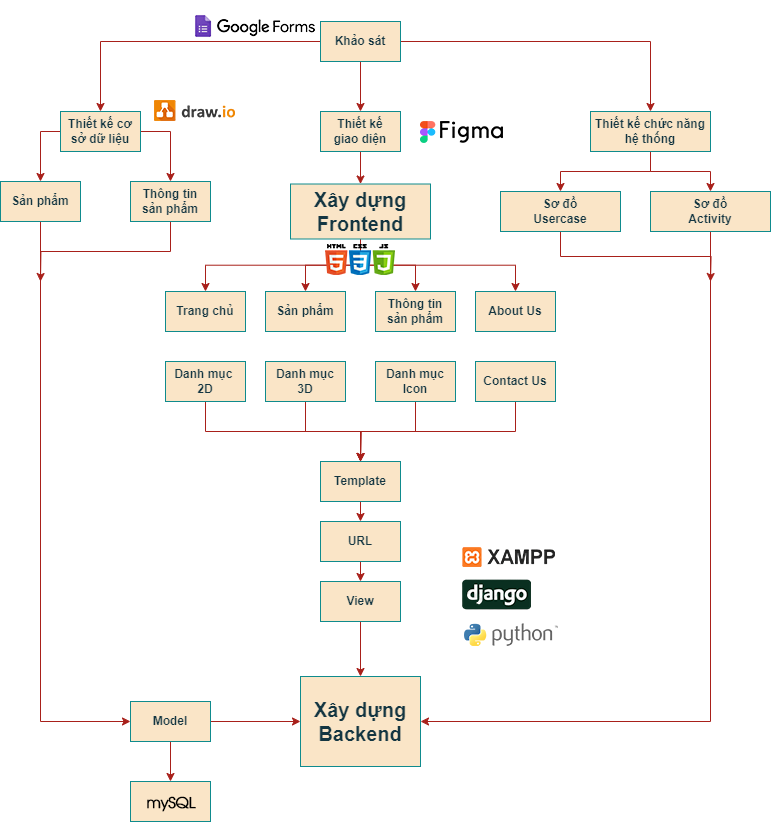 Google Forms
Khảo sát
Thiết kế cơ
sở dữ liệu
draw.io
Thiết kế
giao diện
Figma
Thiết kế chức năng
hệ thống
Sản phẩm
Thông tin
sản phẩm
Xây dựng
Frontend
Sơ đồ
Usercase
Sơ đồ
Activity
HTML CSS JS
5 3
Trang chủ
Sản phẩm
Thông tin
sản phẩm
About Us
Danh mục
2D
Danh mục
3D
Danh mục
Icon
Contact Us
Template
URL
View
XAMPP
django
python™
Model
Xây dựng
Backend
mySQL